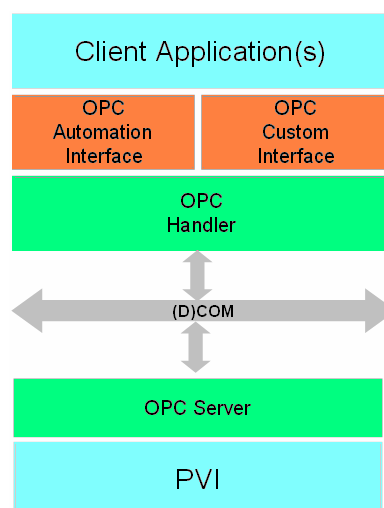 Client Application(s)
OPC
Automation
Interface
OPC
Custom
Interface
OPC
Handler
(D)COM
OPC Server
PVI